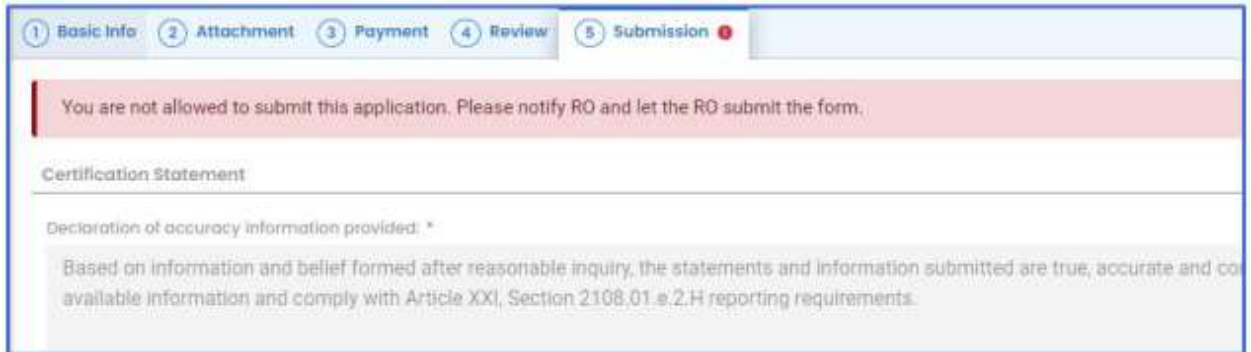 1 Basic Info 2 Attachment 3 Payment 4 Review 5 Submission
You are not allowed to submit this application. Please notify RO and let the RO submit the form.
Certification Statement
Declaration of accuracy information provided: *
Based on information and belief formed after reasonable inquiry, the statements and information submitted are true, accurate and
available information and comply with Article XXI, Section 2108.01.e.2.H reporting requirements.